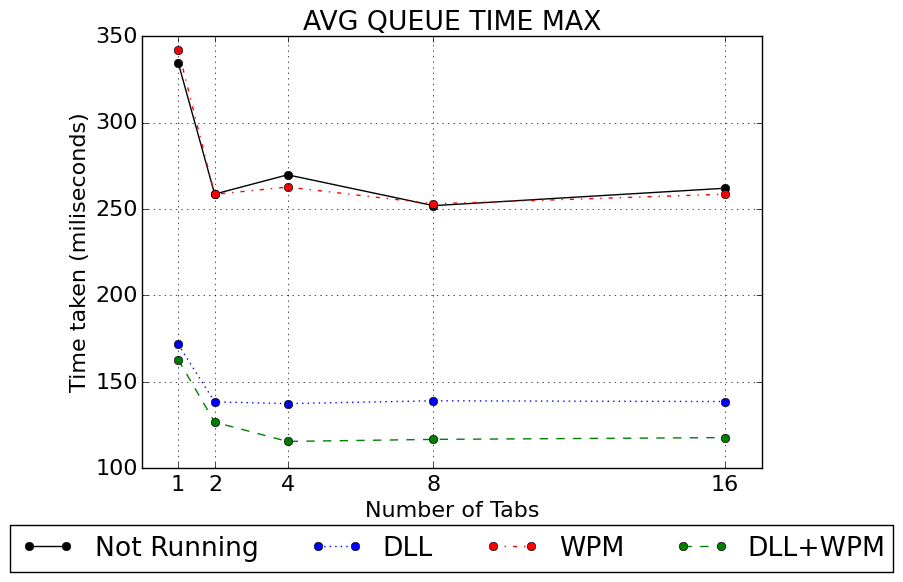 AVG QUEUE TIME MAX
Time taken (miliseconds)
350
300
250
200
150
100
1 2 4 8 16
Number of Tabs
Not Running DLL WPM DLL+WPM